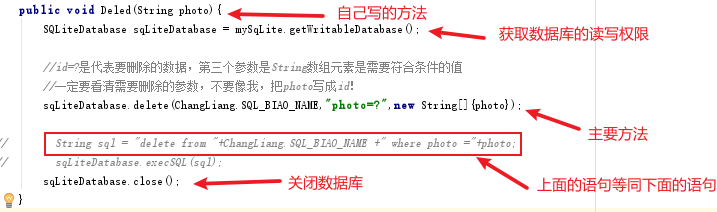 public void Deled(String photo){
自己写的方法
SQLiteDatabase sqLiteDatabase = mySqLite.getWritableDatabase();
获取数据库的读写权限
//id=?是代表要删除的数据，第三个参数是String数组元素是需要符合条件的值
//一定要看清需要删除的参数，不要像我，把photo写成id!
sqLiteDatabase.delete(ChangLiang.SQL_BIAO_NAME,"photo=?",new String[]{photo});
主要方法
// String sql = "delete from "+ChangLiang.SQL_BIAO_NAME +" where photo ="+photo;
// sqLiteDatabase.execSQL(sql);
上面的语句等同下面的语句
sqLiteDatabase.close();
关闭数据库
}